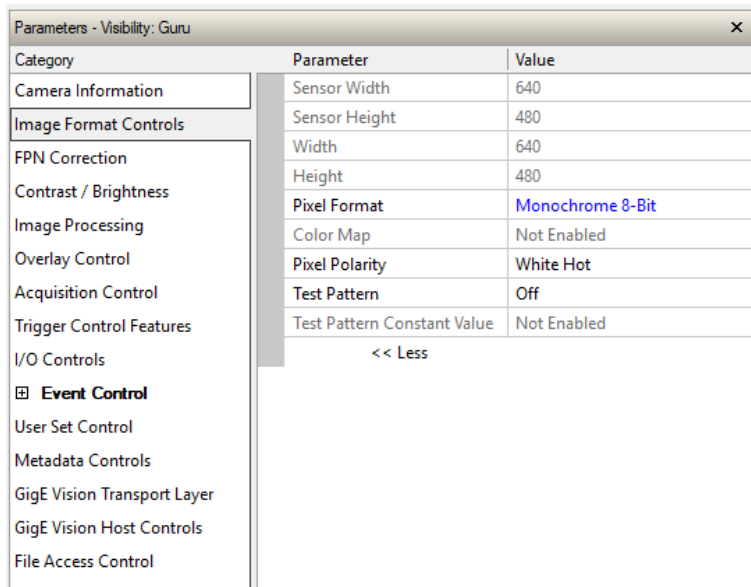 Parameters - Visibility: Guru ×
Category Parameter Value
Camera Information
Image Format Controls
FPN Correction
Contrast / Brightness
Image Processing
Overlay Control
Acquisition Control
Trigger Control Features
I/O Controls
Event Control
User Set Control
Metadata Controls
GigE Vision Transport Layer
GigE Vision Host Controls
File Access Control
Sensor Width 640
Sensor Height 480
Width 640
Height 480
Pixel Format Monochrome 8-Bit
Color Map Not Enabled
Pixel Polarity White Hot
Test Pattern Off
Test Pattern Constant Value Not Enabled
<< Less